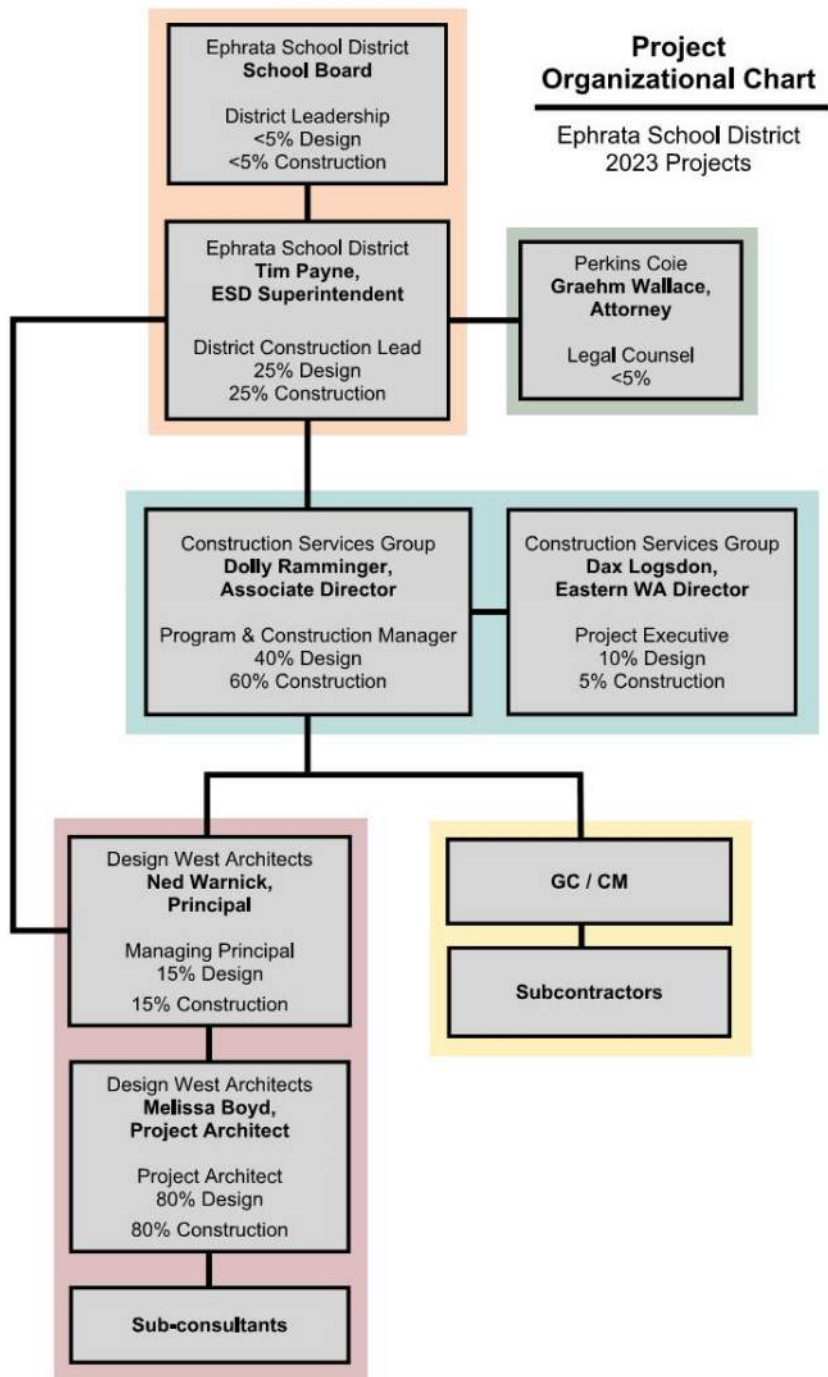 Project
Organizational Chart
Ephrata School District
2023 Projects
Ephrata School District
School Board
District Leadership
<5% Design
<5% Construction
Ephrata School District
Tim Payne,
ESD Superintendent
District Construction Lead
25% Design
25% Construction
Perkins Coie
Graehm Wallace,
Attorney
Legal Counsel
<5%
Construction Services Group
Dolly Ramminger,
Associate Director
Program & Construction Manager
40% Design
60% Construction
Construction Services Group
Dax Logsdon,
Eastern WA Director
Project Executive
10% Design
5% Construction
Design West Architects
Ned Warnick,
Principal
Managing Principal
15% Design
15% Construction
GC / CM
Subcontractors
Design West Architects
Melissa Boyd,
Project Architect
Project Architect
80% Design
80% Construction
Sub-consultants